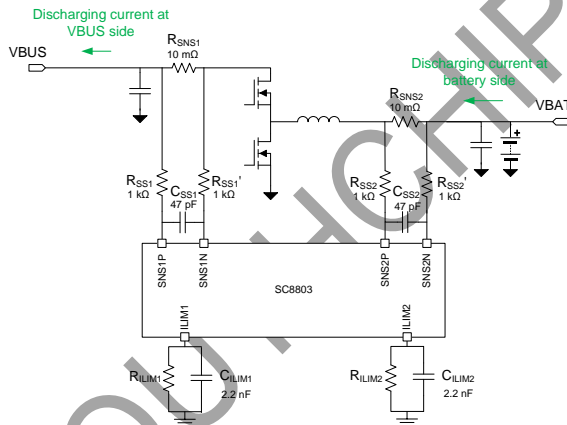 Discharging current at
VBUS side
VBUS
RSNS1
10 mΩ
Discharging current at
battery side
RSNS2
10 mΩ
VBAT
+
RSS1
1 kΩ
CSS1
47 pF
RSS1'
1 kΩ
RSS2
1 kΩ
CSS2
47 pF
RSS2'
1 kΩ
SNS1P
SNS1N
SNS2P
SNS2N
SC8803
ILIM1
ILIM2
RILIM1
CILIM1
2.2 nF
RILIM2
CILIM2
2.2 nF
OUTHCHIP